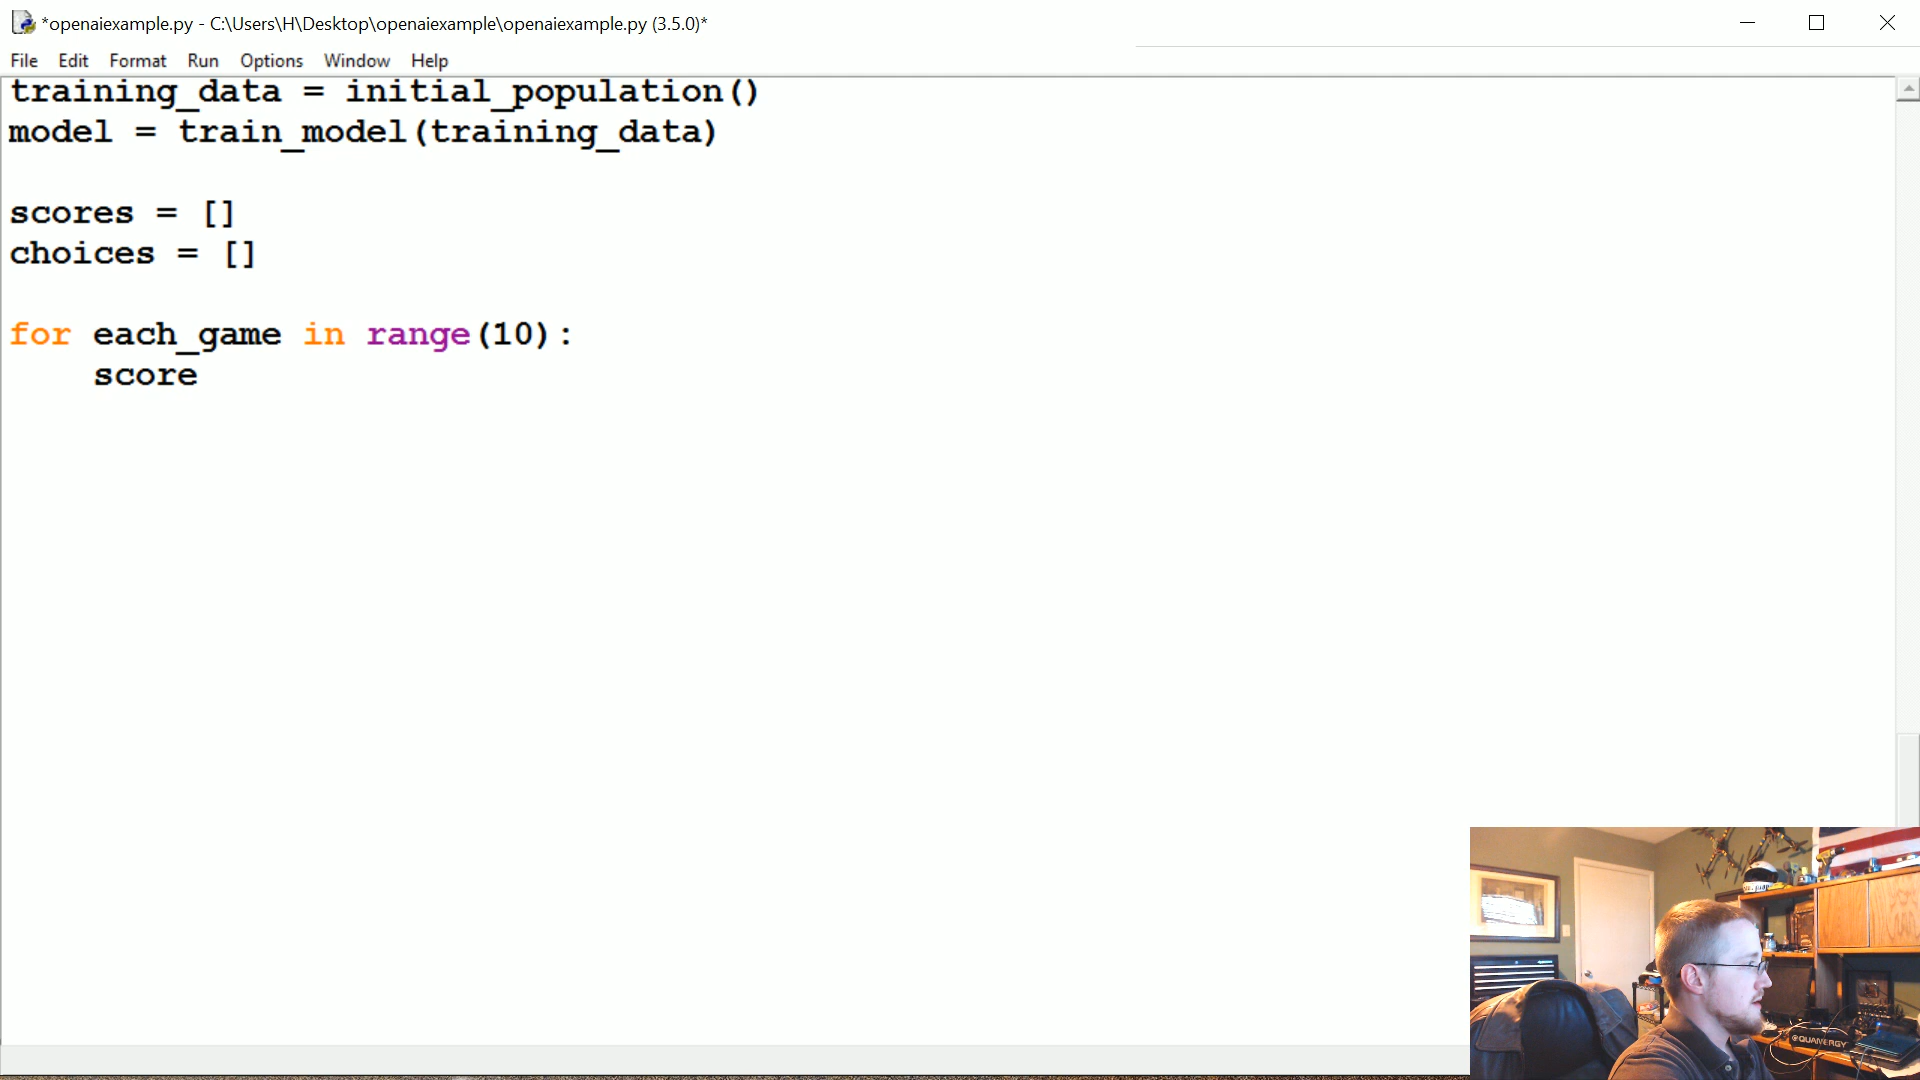 *openaiexample.py - C:\Users\H\Desktop\openaiexample\openaiexample.py (3.5.0)*
File Edit Format Run Options Window Help
training_data = initial_population()
model = train_model(training_data)
scores = []
choices = []
for each_game in range(10):
    score
QUANERGY